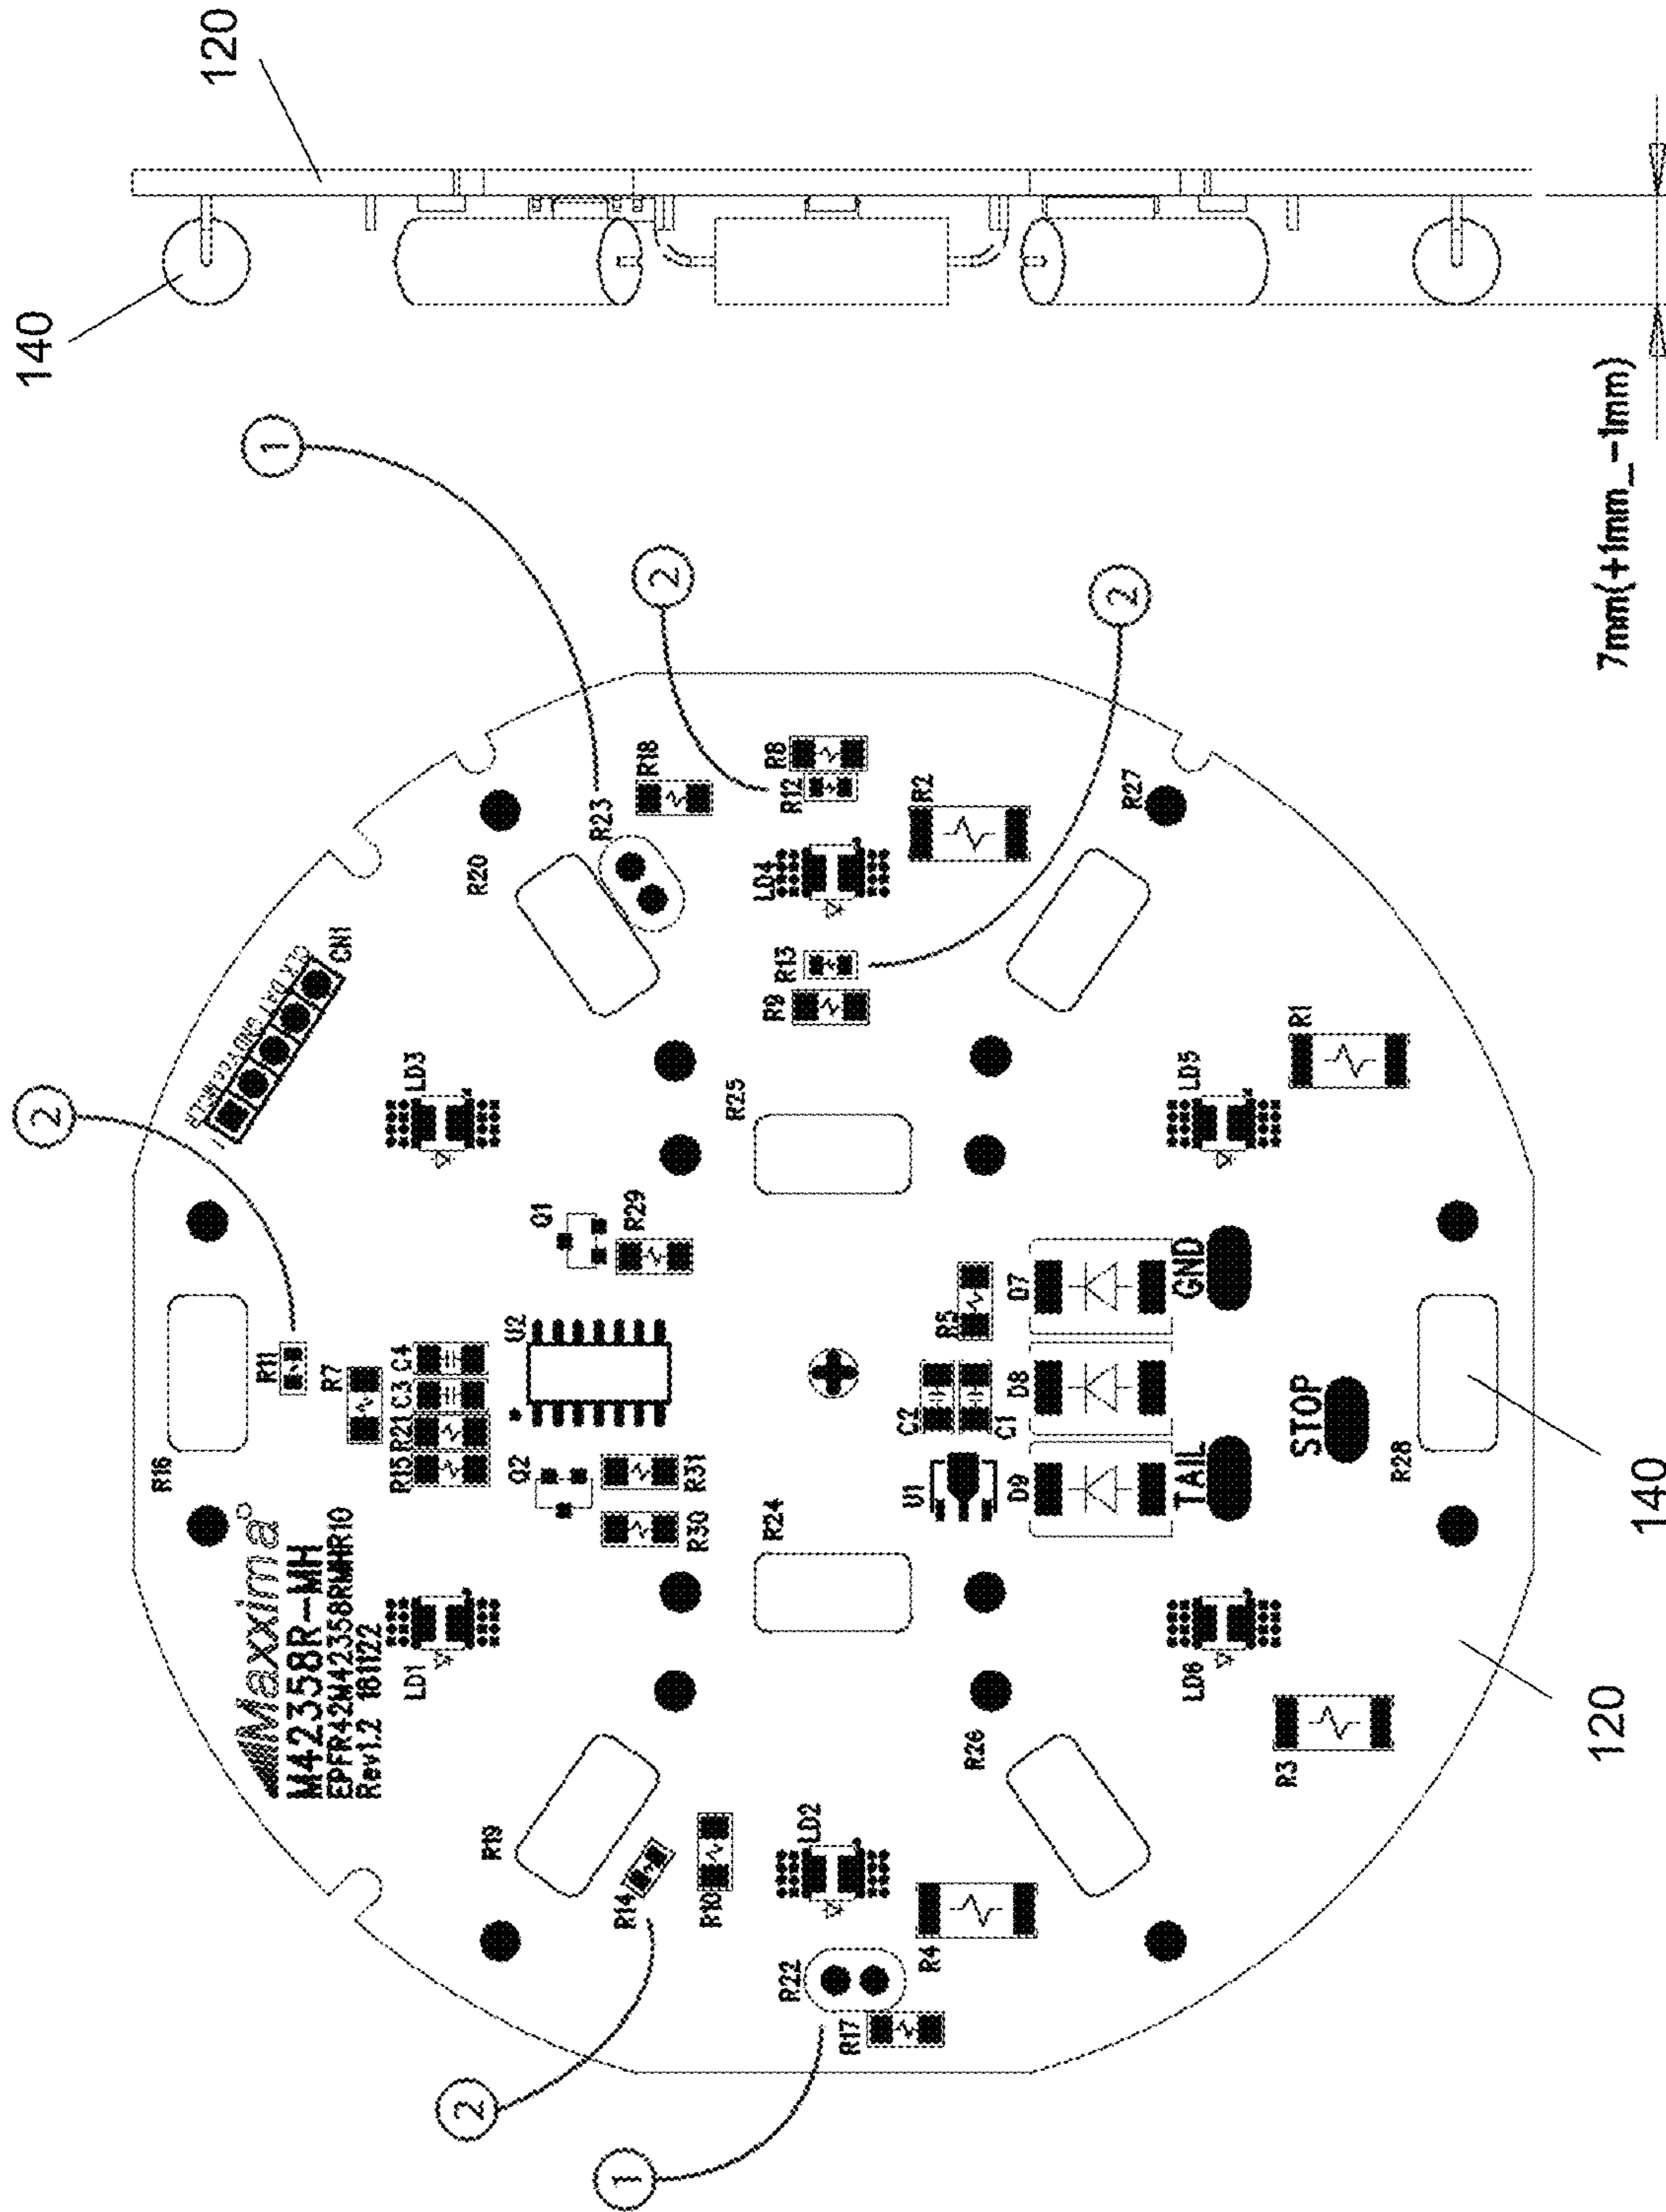 140
120
2
R16
Maxxima
M42358R-MH
EPFR42M42358RMHR10
Rev1.2 181122
1
R11
CN1
R7
2
R15
R21
C3
C4
LD1
LD3
R19
Q2
U2
Q1
R20
1
R14
R23
R29
2
R30
R31
R18
R10
R24
R25
R22
LD2
R9
R13
LD4
R12
R8
R17
R4
C2
U1
R5
R2
R26
C1
D9
D8
D7
2
R27
TAIL
GND
LD6
LD5
R3
STOP
R1
R28
120
140
7mm(+1mm_-1mm)